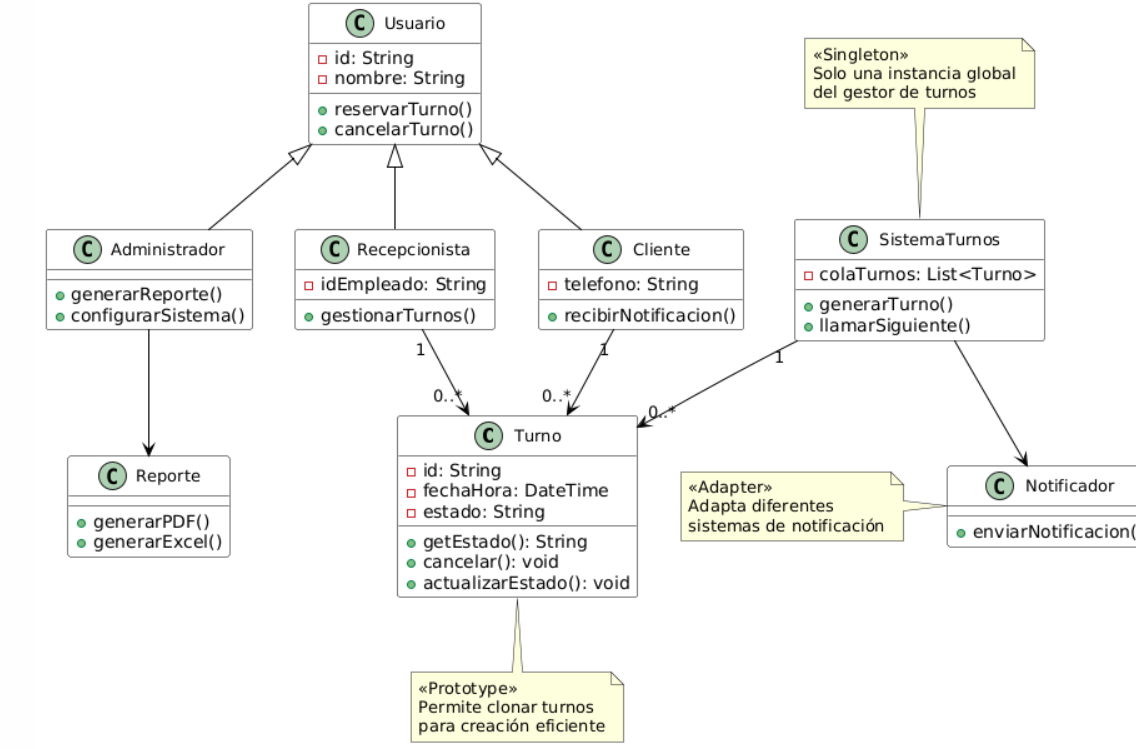 C Usuario
id: String
nombre: String
reservarTurno()
cancelarTurno()
«Singleton»
Solo una instancia global
del gestor de turnos
C Administrador
generarReporte()
configurarSistema()
C Recepcionista
idEmpleado: String
gestionarTurnos()
C Cliente
telefono: String
recibirNotificacion()
C SistemaTurnos
colaTurnos: List<Turno>
generarTurno()
llamarSiguiente()
1
0..*
1
0..*
1
0..*
C Reporte
generarPDF()
generarExcel()
C Turno
id: String
fechaHora: DateTime
estado: String
getEstado(): String
cancelar(): void
actualizarEstado(): void
«Adapter»
Adapta diferentes
sistemas de notificación
C Notificador
enviarNotificacion(
«Prototype»
Permite clonar turnos
para creación eficiente